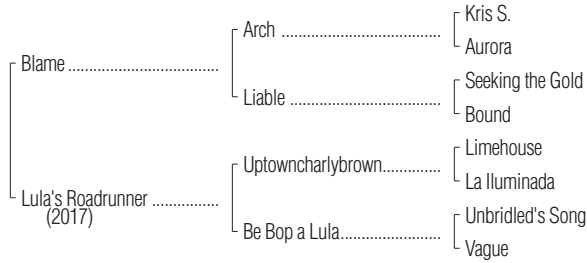 Kris S.
Arch ........................................
Aurora
Blame ......................................
Seeking the Gold
Liable ......................................
Bound
Limehouse
Uptowncharlybrown..................
La Iluminada
Lula's Roadrunner .................
(2017)
Unbridled's Song
Be Bop a Lula.........................
Vague